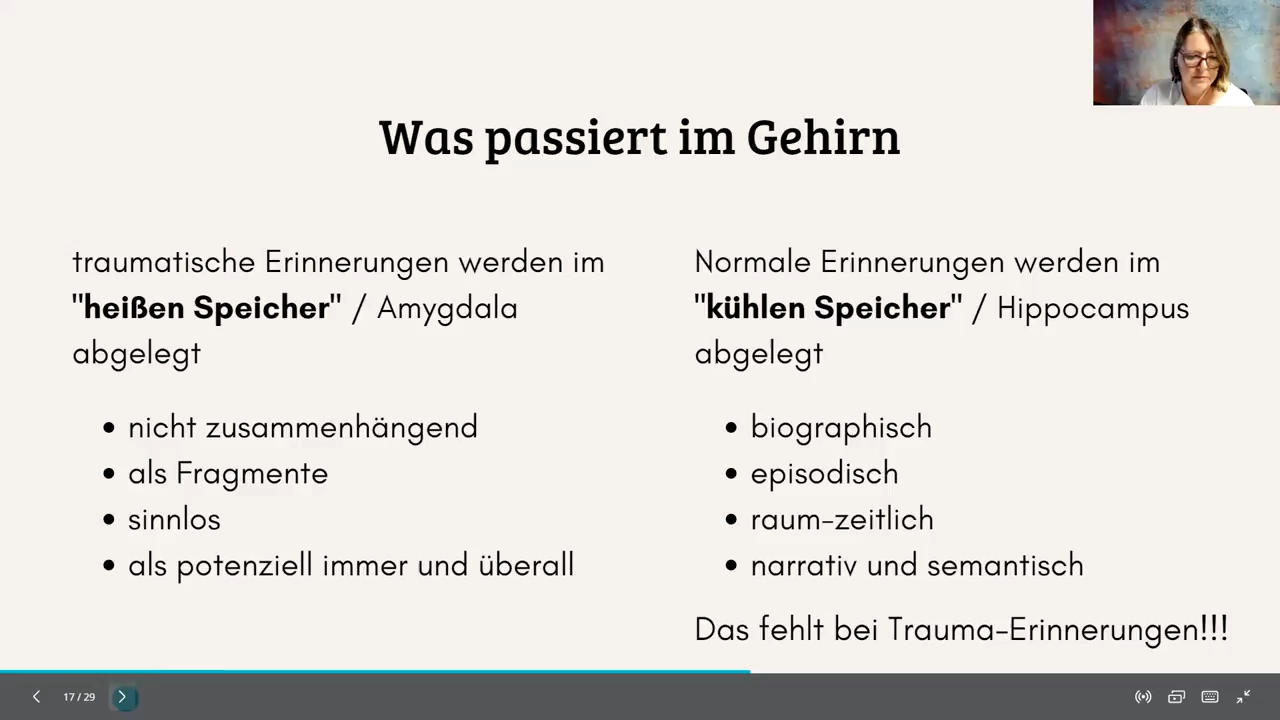 Was passiert im Gehirn
traumatische Erinnerungen werden im
"heißen Speicher" / Amygdala
abgelegt
• nicht zusammenhängend
• als Fragmente
• sinnlos
• als potenziell immer und überall
Normale Erinnerungen werden im
"kühlen Speicher" / Hippocampus
abgelegt
• biographisch
• episodisch
• raum-zeitlich
• narrativ und semantisch
Das fehlt bei Trauma-Erinnerungen!!!
17 / 29